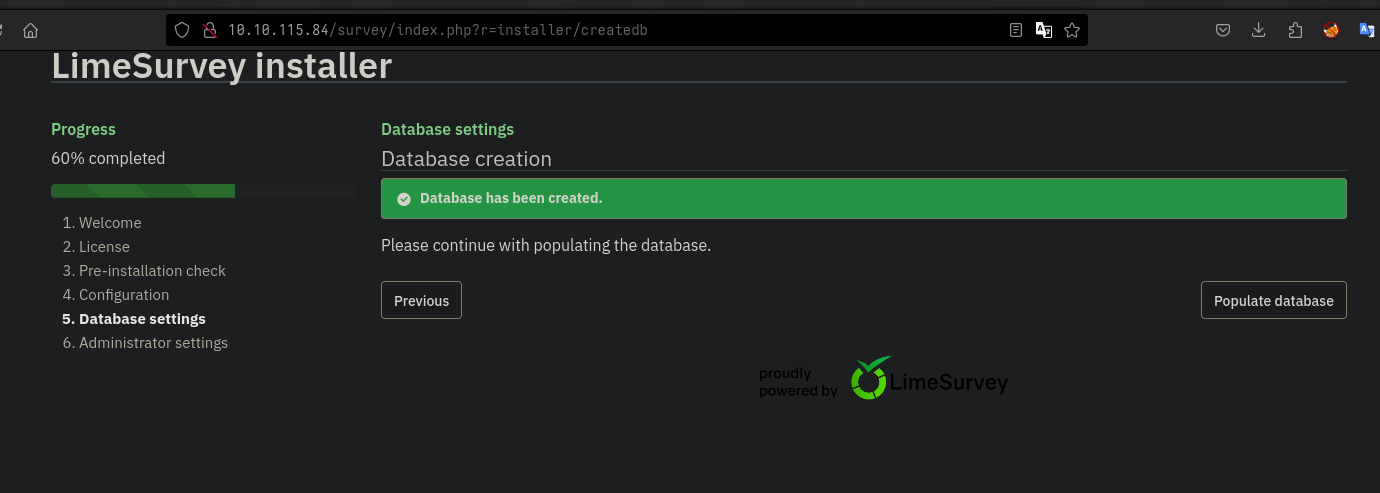 10.10.115.84/survey/index.php?r=installer/createdb
LimeSurvey installer
Progress
60% completed
1. Welcome
2. License
3. Pre-installation check
4. Configuration
5. Database settings
6. Administrator settings
Database settings
Database creation
Database has been created.
Please continue with populating the database.
Previous
Populate database
proudly
powered by
LimeSurvey